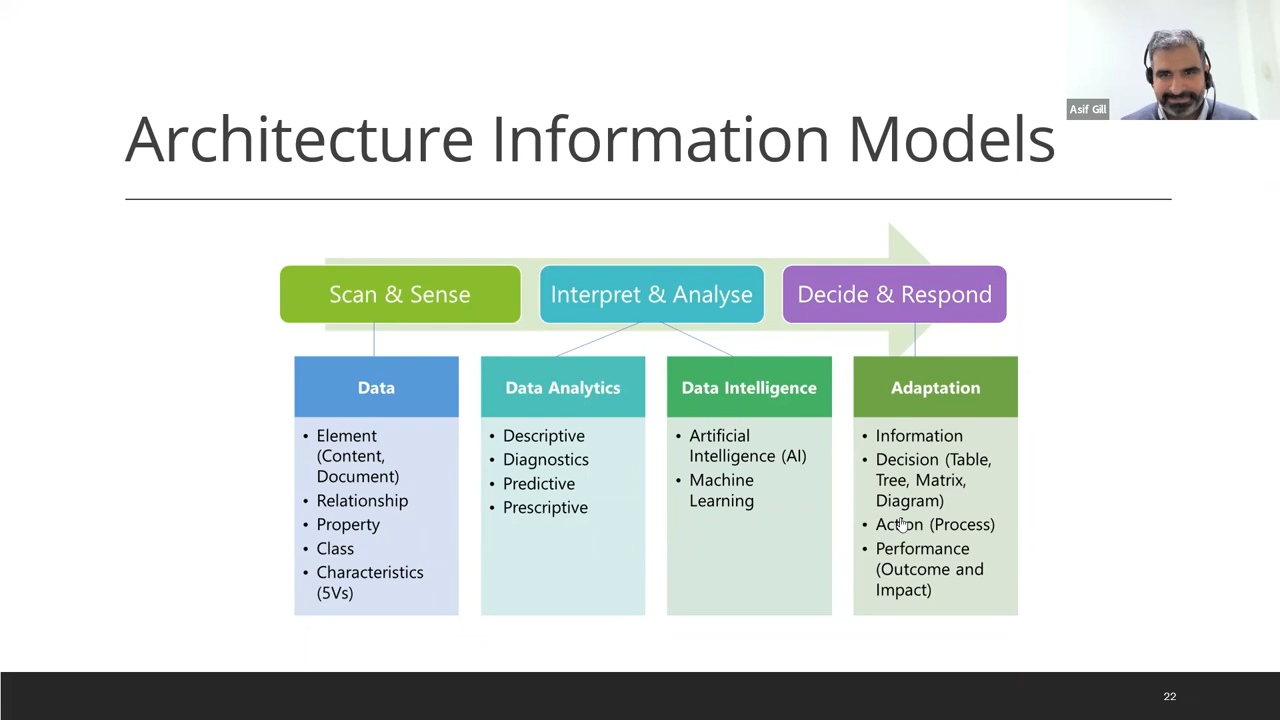 Asif Gill
Architecture Information Models
Scan & Sense
Interpret & Analyse
Decide & Respond
Data
• Element
(Content,
Document)
• Relationship
• Property
• Class
• Characteristics
(5Vs)
Data Analytics
• Descriptive
• Diagnostics
• Predictive
• Prescriptive
Data Intelligence
• Artificial
Intelligence (AI)
• Machine
Learning
Adaptation
• Information
• Decision (Table,
Tree, Matrix,
Diagram)
• Action (Process)
• Performance
(Outcome and
Impact)
22